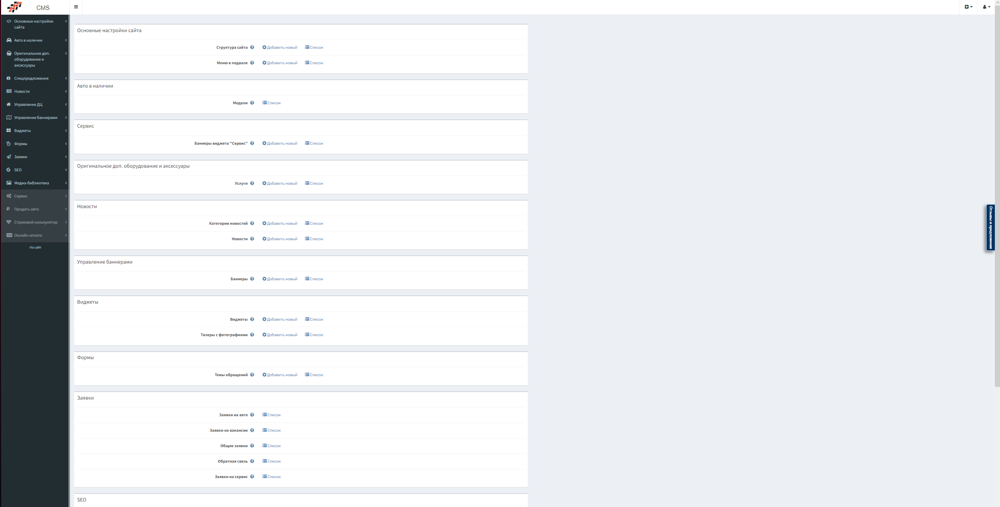 CMS
Основные настройки
сайта
Авто в наличии
Оригинальное доп.
оборудование и
аксессуары
Спецпредложения
Новости
Управление ДЦ
Управление баннерами
Виджеты
Формы
Заявки
SEO
Медиа-библиотека
Сервис
Продать авто
Страховой калькулятор
Онлайн оплата
На сайт
Основные настройки сайта
Структура сайта Добавить новый Список
Меню в подвале Добавить новый Список
Авто в наличии
Модели Список
Сервис
Баннеры виджета "Сервис" Добавить новый Список
Оригинальное доп. оборудование и аксессуары
Услуги Добавить новый Список
Новости
Категории новостей Добавить новый Список
Новости Добавить новый Список
Управление баннерами
Баннеры Добавить новый Список
Виджеты
Виджеты Добавить новый Список
Тизеры с фотографиями Добавить новый Список
Формы
Темы обращений Добавить новый Список
Заявки
Заявки на авто Список
Заявки на вакансии Список
Общие заявки Список
Обратная связь Список
Заявки на сервис Список
SEO
Отзывы и предложения